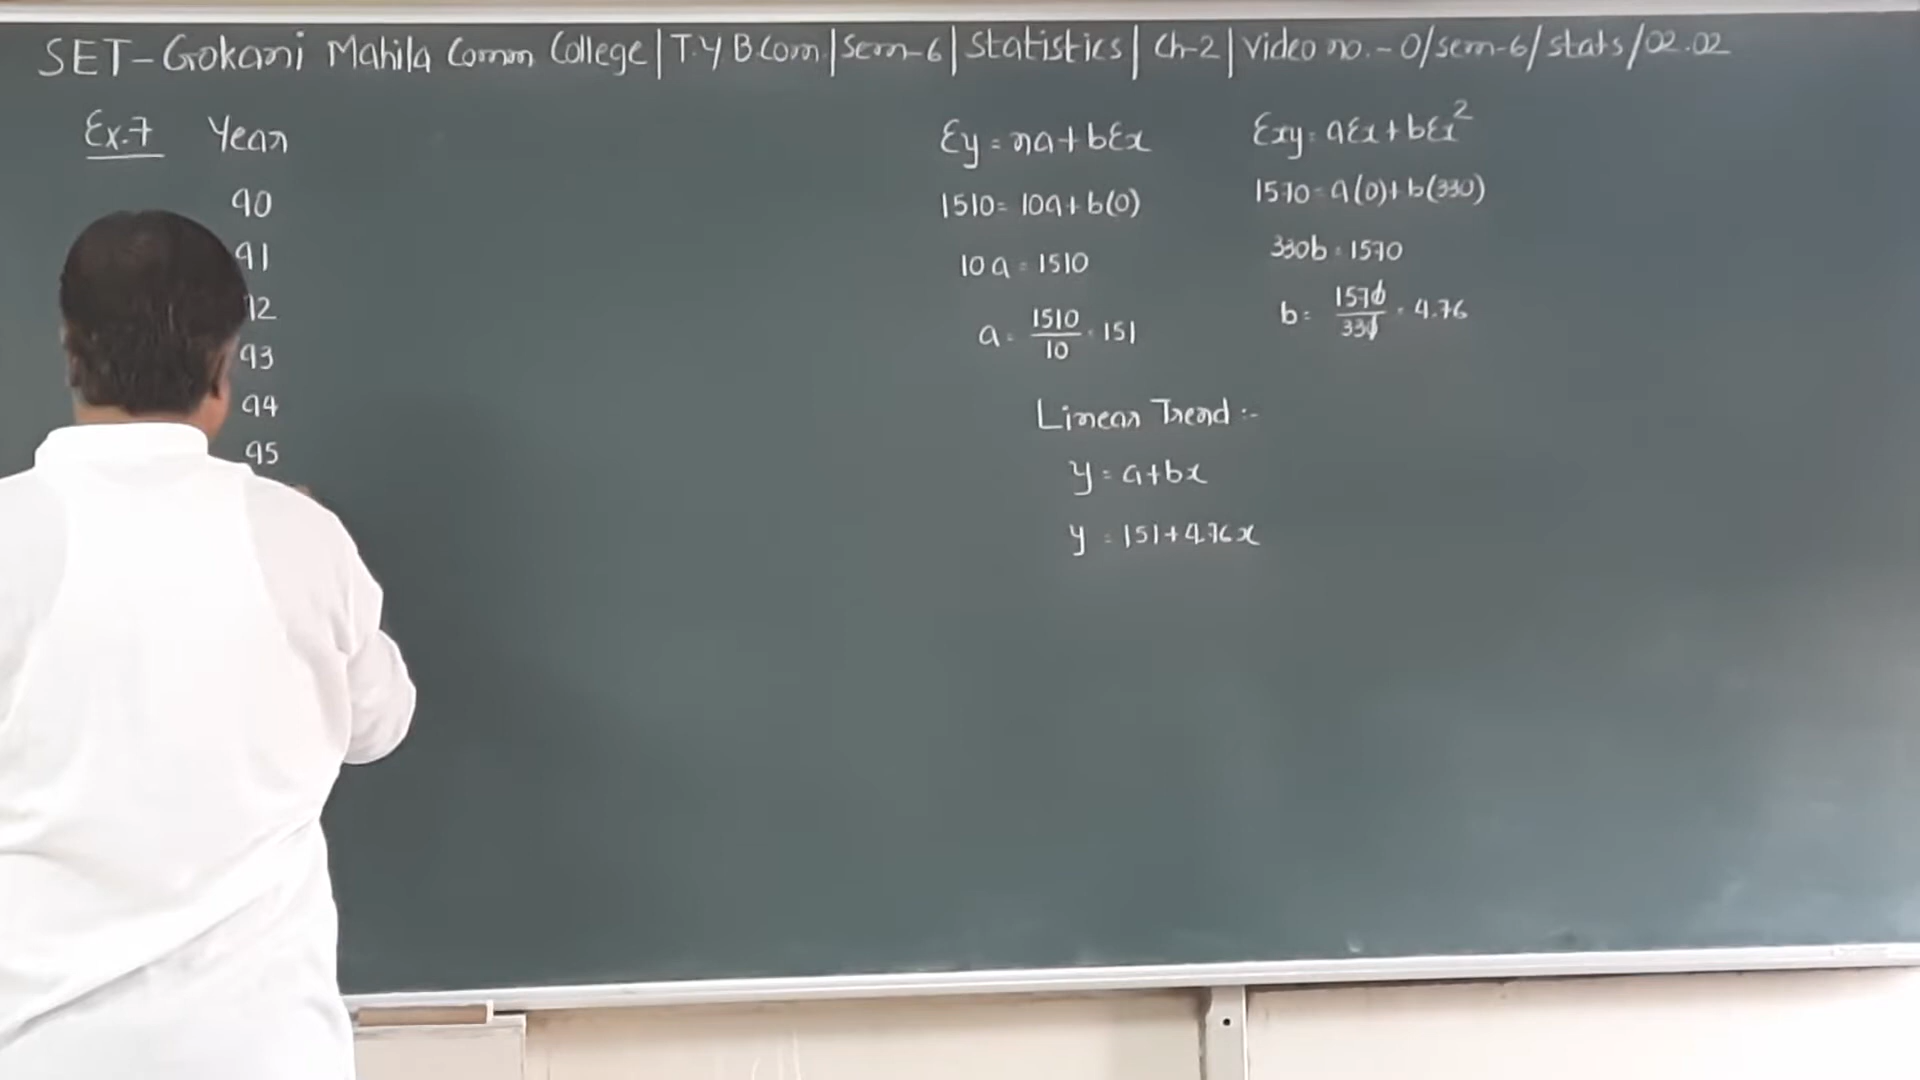 SET-Gokani Mahila Comm College|T.Y B.Com.|Sem-6|Statistics|Ch-2|Video no.-0/sem-6/stats/02.02
Ex.7 Year
90
91
92
93
94
95
Σy = na+bΣx
1510 = 10a+b(0)
10a = 1510
a = 1510/10 = 151
Σxy = aΣx+bΣx²
1570 = a(0)+b(330)
330b = 1570
b = 1570/330 = 4.76
Linear Trend :-
y = a+bx
y = 151+4.76x